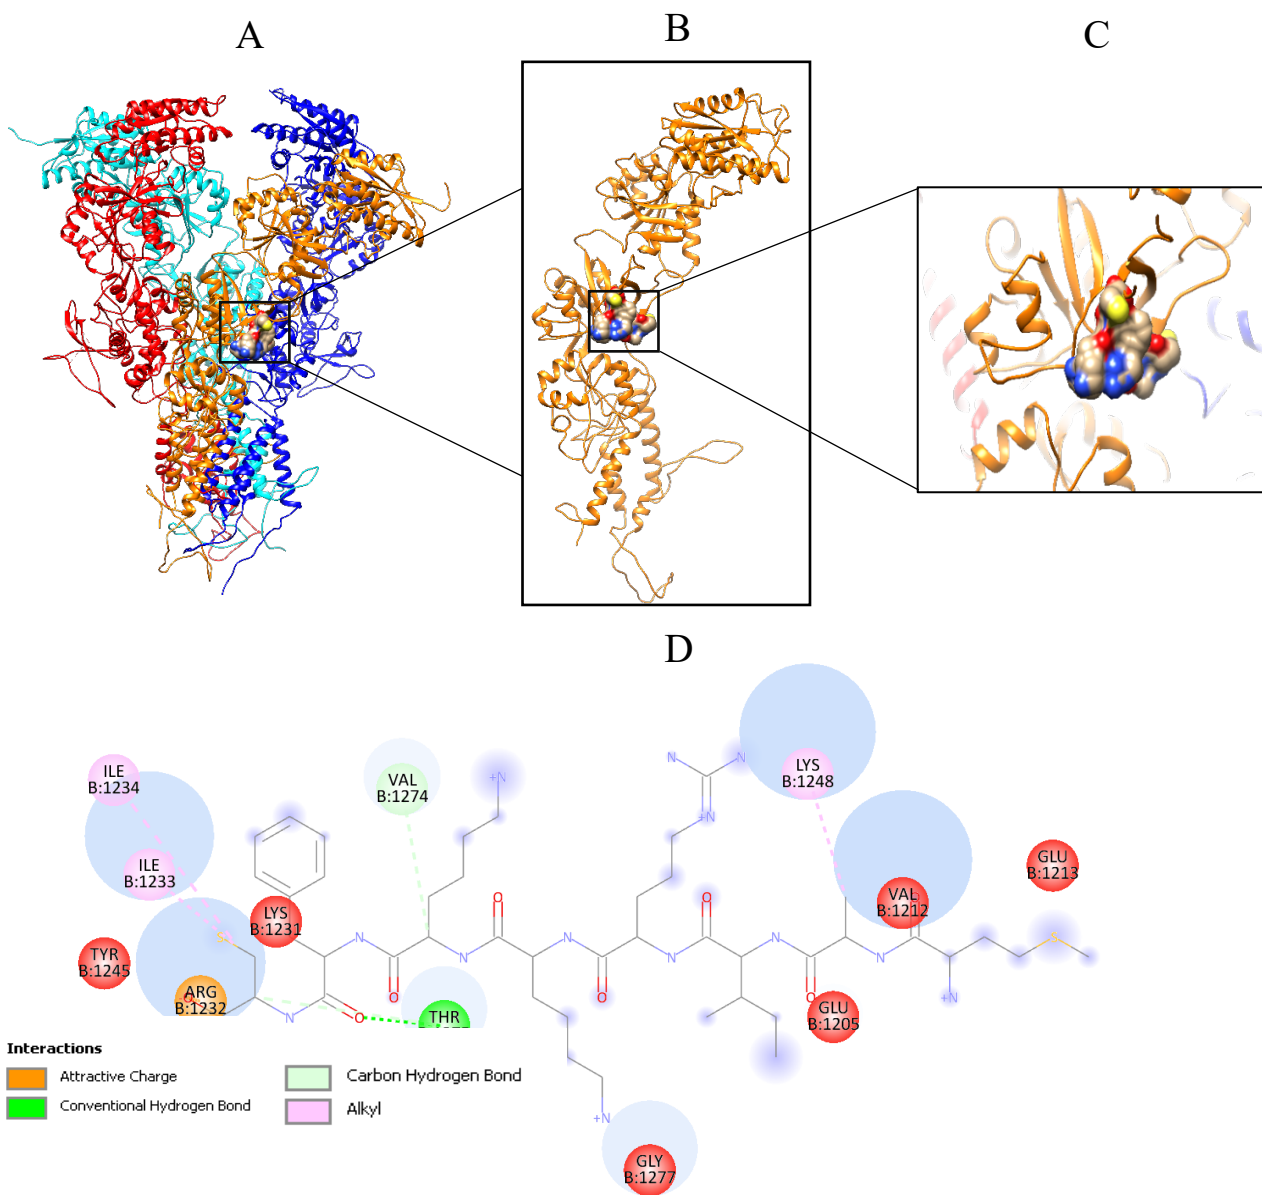 A
B
C
D
ILE
B:1234
VAL
B:1274
+N
N
N
LYS
B:1248
ILE
B:1233
+N
GLU
B:1213
LYS
B:1231
O
O
O
VAL
B:1212
O
S
N
N
N
N
N
N
S
TYR
B:1245
ARG
B:1232
O
O
O
O
+N
N
O
THR
GLU
B:1205
Interactions
Attractive Charge
Carbon Hydrogen Bond
Conventional Hydrogen Bond
Alkyl
+N
GLY
B:1277